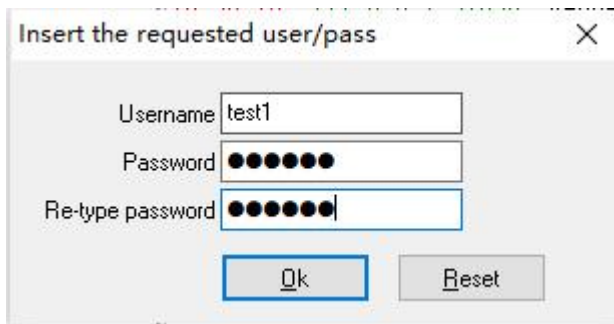 Insert the requested user/pass
Username test1
Password ●●●●●●
Re-type password ●●●●●●
Ok Reset